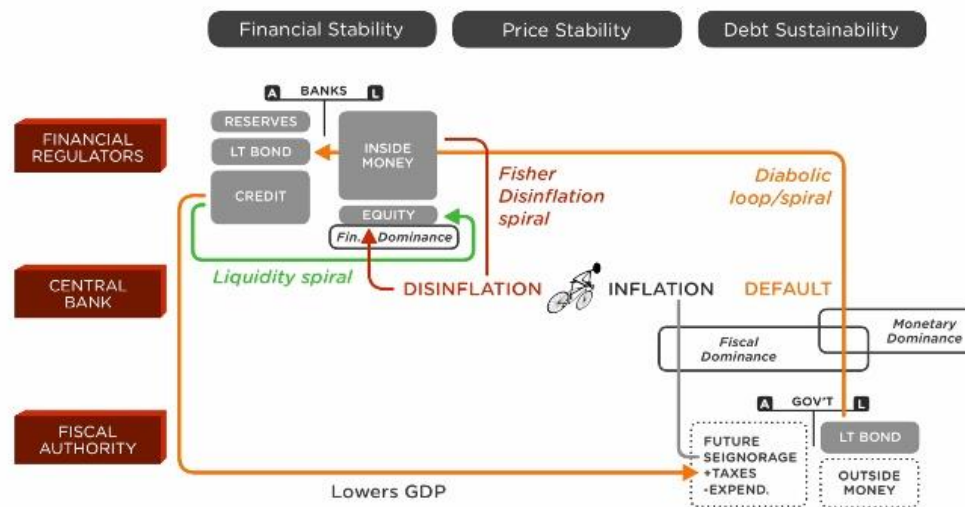 Financial Stability
Price Stability
Debt Sustainability
A BANKS L
FINANCIAL
REGULATORS
RESERVES
LT BOND
CREDIT
INSIDE
MONEY
EQUITY
Fin. Dominance
Fisher
Disinflation
spiral
Diabolic
loop/spiral
Liquidity spiral
CENTRAL
BANK
DISINFLATION
INFLATION
DEFAULT
Monetary
Dominance
Fiscal
Dominance
A GOV'T L
FISCAL
AUTHORITY
FUTURE
SEIGNORAGE
+TAXES
-EXPEND.
LT BOND
OUTSIDE
MONEY
Lowers GDP